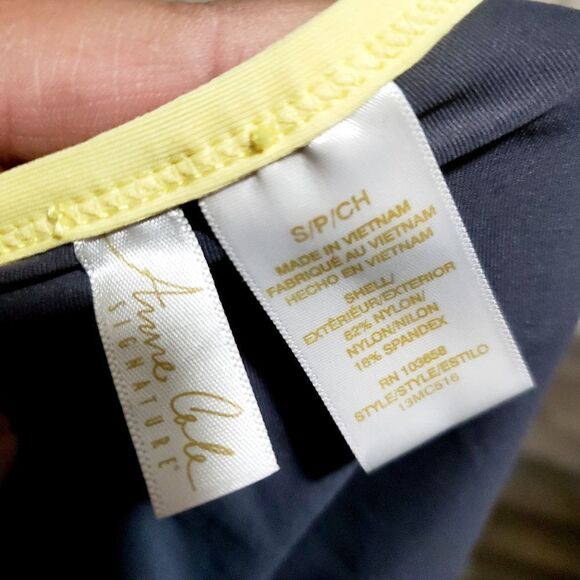 Anne Cole
SIGNATURE®
S/P/CH
MADE IN VIETNAM
FABRIQUÉ AU VIETNAM
HECHO EN VIETNAM
SHELL/
EXTÉRIEUR/EXTERIOR
82% NYLON/
NYLON/NILON
18% SPANDEX
RN 103658
STYLE/STYLE/ESTILO
13MC516